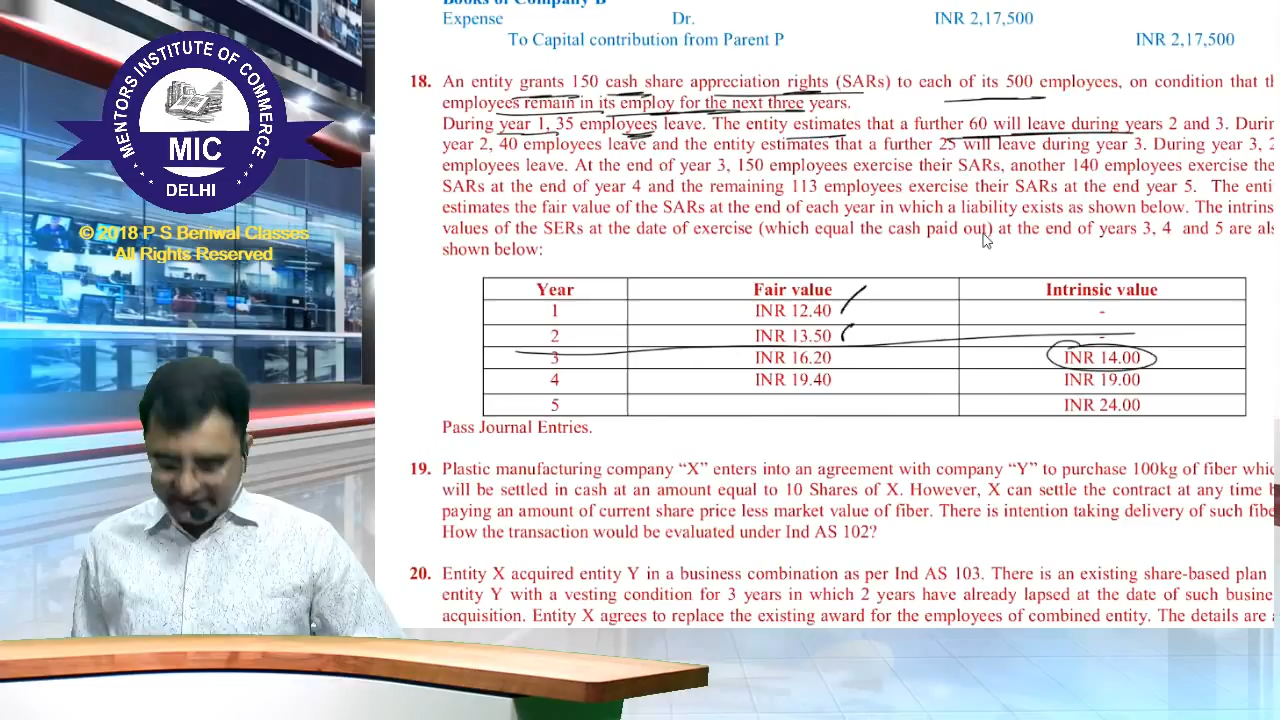 MENTORS INSTITUTE OF COMMERCE
MIC
DELHI
© 2018 P S Beniwal Classes
All Rights Reserved
Books of Company B
Expense Dr. INR 2,17,500
To Capital contribution from Parent P INR 2,17,500
18. An entity grants 150 cash share appreciation rights (SARs) to each of its 500 employees, on condition that
employees remain in its employ for the next three years.
During year 1, 35 employees leave. The entity estimates that a further 60 will leave during years 2 and 3.
year 2, 40 employees leave and the entity estimates that a further 25 will leave during year 3. During year 3,
employees leave. At the end of year 3, 150 employees exercise their SARs, another 140 employees exercise
SARs at the end of year 4 and the remaining 113 employees exercise their SARs at the end year 5. The
estimates the fair value of the SARs at the end of each year in which a liability exists as shown below. The
values of the SERs at the date of exercise (which equal the cash paid out) at the end of years 3, 4 and 5 are
shown below:
Year Fair value Intrinsic value
1 INR 12.40 -
2 INR 13.50 -
3 INR 16.20 INR 14.00
4 INR 19.40 INR 19.00
5 INR 24.00
Pass Journal Entries.
19. Plastic manufacturing company “X” enters into an agreement with company “Y” to purchase 100kg of fiber
will be settled in cash at an amount equal to 10 Shares of X. However, X can settle the contract at any time
paying an amount of current share price less market value of fiber. There is intention taking delivery of such
How the transaction would be evaluated under Ind AS 102?
20. Entity X acquired entity Y in a business combination as per Ind AS 103. There is an existing share-based plan
entity Y with a vesting condition for 3 years in which 2 years have already lapsed at the date of such
acquisition. Entity X agrees to replace the existing award for the employees of combined entity. The details are